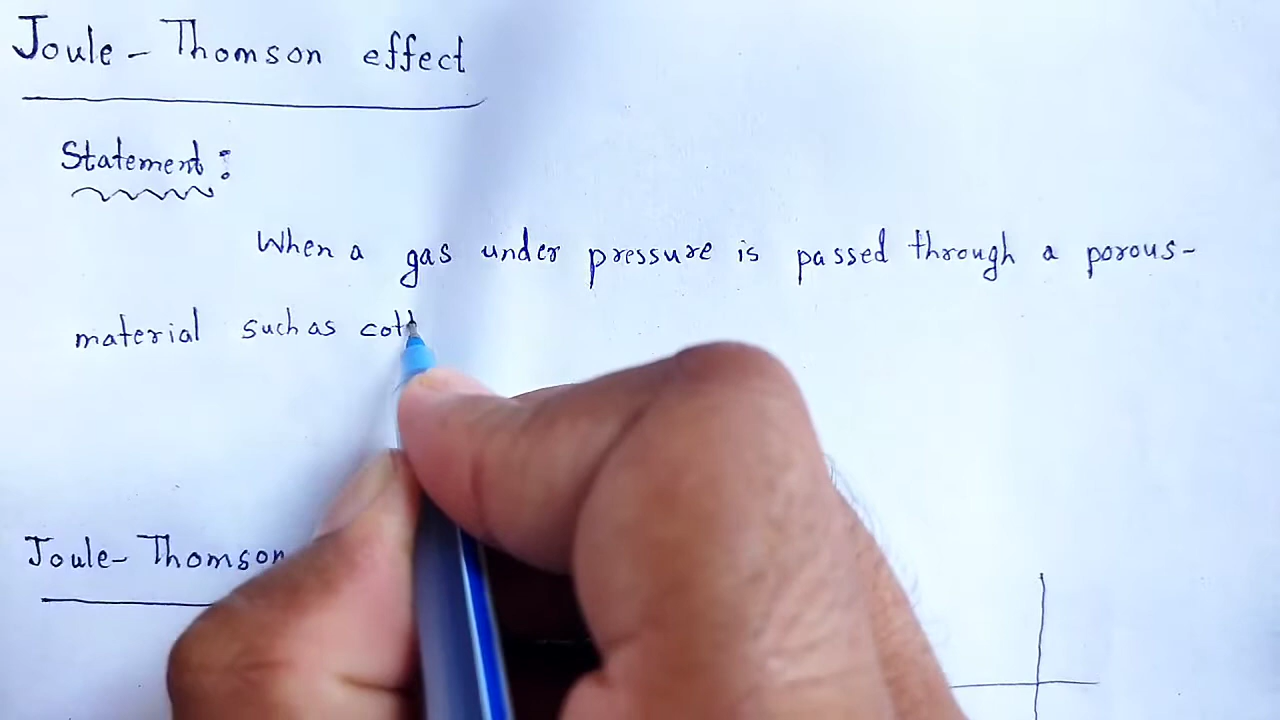 Joule - Thomson effect
Statement :
When a gas under pressure is passed through a porous-
material such as cott
Joule- Thomson